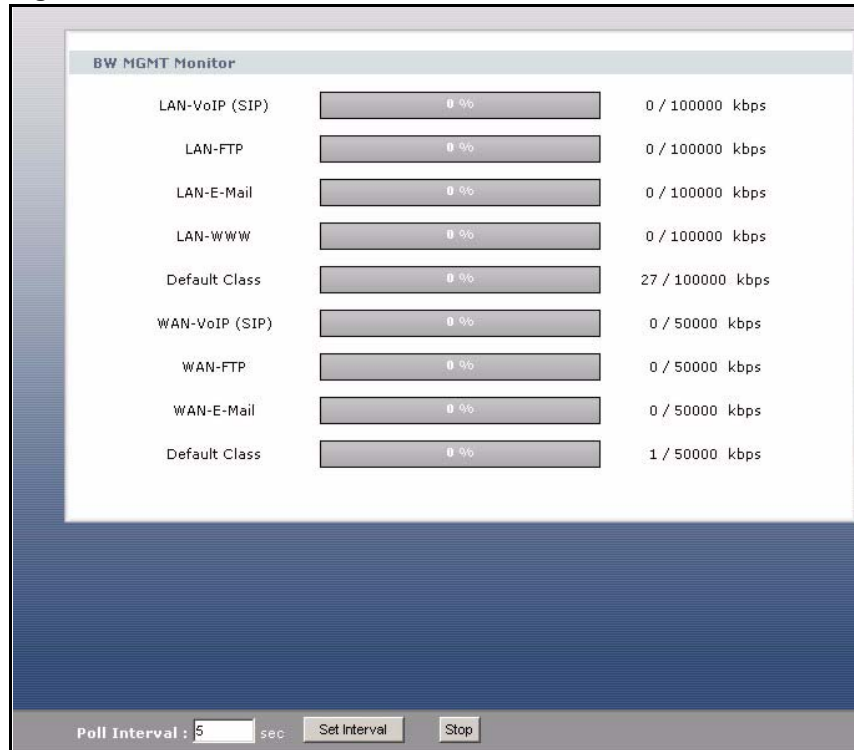 BW MGMT Monitor
LAN-VoIP (SIP) 0 % 0 / 100000 kbps
LAN-FTP 0 % 0 / 100000 kbps
LAN-E-Mail 0 % 0 / 100000 kbps
LAN-WWW 0 % 0 / 100000 kbps
Default Class 0 % 27 / 100000 kbps
WAN-VoIP (SIP) 0 % 0 / 50000 kbps
WAN-FTP 0 % 0 / 50000 kbps
WAN-E-Mail 0 % 0 / 50000 kbps
Default Class 0 % 1 / 50000 kbps
Poll Interval : 5 sec Set Interval Stop